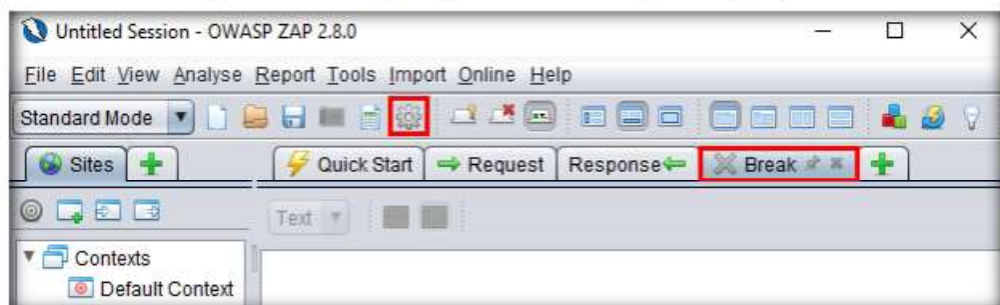 Untitled Session - OWASP ZAP 2.8.0
File Edit View Analyse Report Tools Import Online Help
Standard Mode
Sites Quick Start Request Response Break
Text
Contexts
Default Context